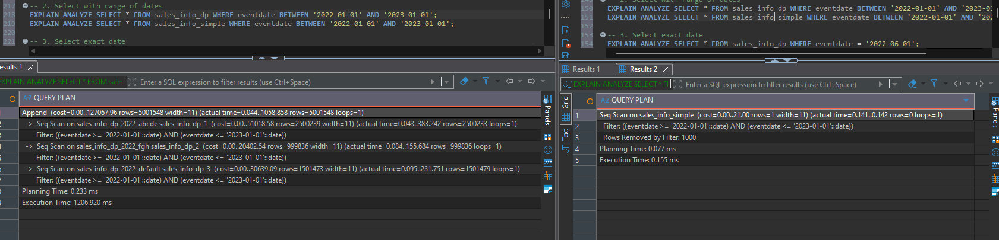 217 -- 2. Select with range of dates
218 EXPLAIN ANALYZE SELECT * FROM sales_info_dp WHERE eventdate BETWEEN '2022-01-01' AND '2023-01-01';
219 EXPLAIN ANALYZE SELECT * FROM sales_info_simple WHERE eventdate BETWEEN '2022-01-01' AND '2023-01-01';
220
221 -- 3. Select exact date
esults 1
EXPLAIN ANALYZE SELECT * FROM sales
Enter a SQL expression to filter results (use Ctrl+Space)
A-Z QUERY PLAN
Append (cost=0.00..127067.96 rows=5001548 width=11) (actual time=0.044..1058.858 rows=5001548 loops=1)
2 -> Seq Scan on sales_info_dp_2022_abcde sales_info_dp_1 (cost=0.00..51018.58 rows=2500239 width=11) (actual time=0.043..383.242 rows=2500233 loops=1)
3 Filter: ((eventdate >= '2022-01-01'::date) AND (eventdate <= '2023-01-01'::date))
4 -> Seq Scan on sales_info_dp_2022_fgh sales_info_dp_2 (cost=0.00..20402.54 rows=999836 width=11) (actual time=0.084..155.684 rows=999836 loops=1)
5 Filter: ((eventdate >= '2022-01-01'::date) AND (eventdate <= '2023-01-01'::date))
6 -> Seq Scan on sales_info_dp_2022_default sales_info_dp_3 (cost=0.00..30639.09 rows=1501473 width=11) (actual time=0.095..231.751 rows=1501479 loops=1)
7 Filter: ((eventdate >= '2022-01-01'::date) AND (eventdate <= '2023-01-01'::date))
8 Planning Time: 0.233 ms
9 Execution Time: 1206.920 ms
Panels
150 EXPLAIN ANALYZE SELECT * FROM sales_info_dp WHERE eventdate BETWEEN '2022-01-01' AND '2023-01
151 EXPLAIN ANALYZE SELECT * FROM sales_info_simple WHERE eventdate BETWEEN '2022-01-01' AND '202
152
153 -- 3. Select exact date
154 EXPLAIN ANALYZE SELECT * FROM sales_info_dp WHERE eventdate = '2022-06-01';
Results 1
Results 2
EXPLAIN ANALYZE SELECT * F
Enter a SQL expression to filter results (use Ctrl+Space)
Grid
Text
A-Z QUERY PLAN
1 Seq Scan on sales_info_simple (cost=0.00..21.00 rows=1 width=11) (actual time=0.141..0.142 rows=0 loops=1)
2 Filter: ((eventdate >= '2022-01-01'::date) AND (eventdate <= '2023-01-01'::date))
3 Rows Removed by Filter: 1000
4 Planning Time: 0.077 ms
5 Execution Time: 0.155 ms
Panels